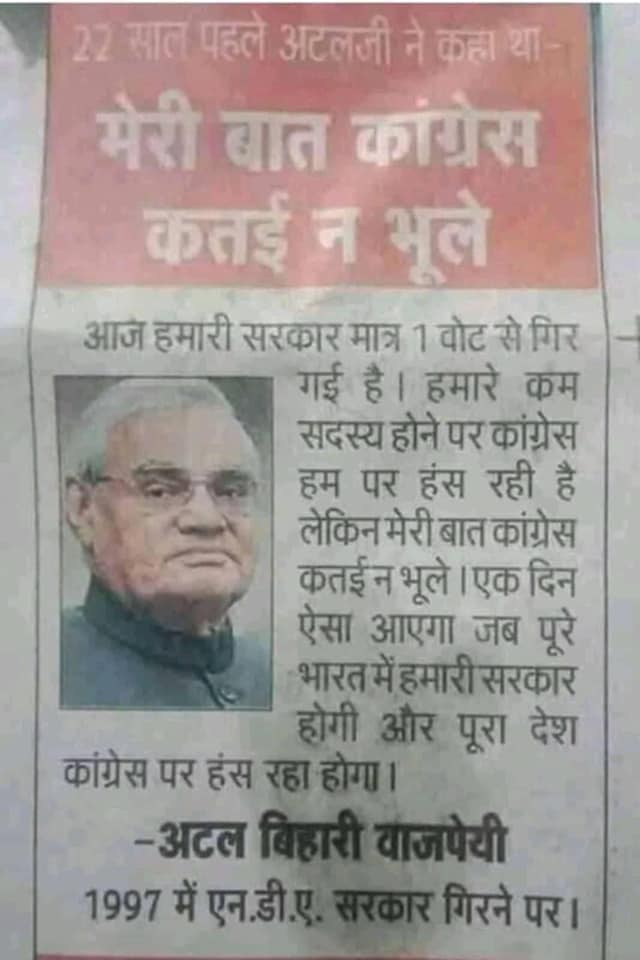 22 साल पहले अटलजी ने कहा था-
मेरी बात कांग्रेस
कतई न भूले
आज हमारी सरकार मात्र 1 वोट से गिर
गई है। हमारे कम
सदस्य होने पर कांग्रेस
हम पर हंस रही है
लेकिन मेरी बात कांग्रेस
कतई न भूले।एक दिन
ऐसा आएगा जब पूरे
भारत में हमारी सरकार
होगी और पूरा देश
कांग्रेस पर हंस रहा होगा।
-अटल बिहारी वाजपेयी
1997 में एन.डी.ए. सरकार गिरने पर।